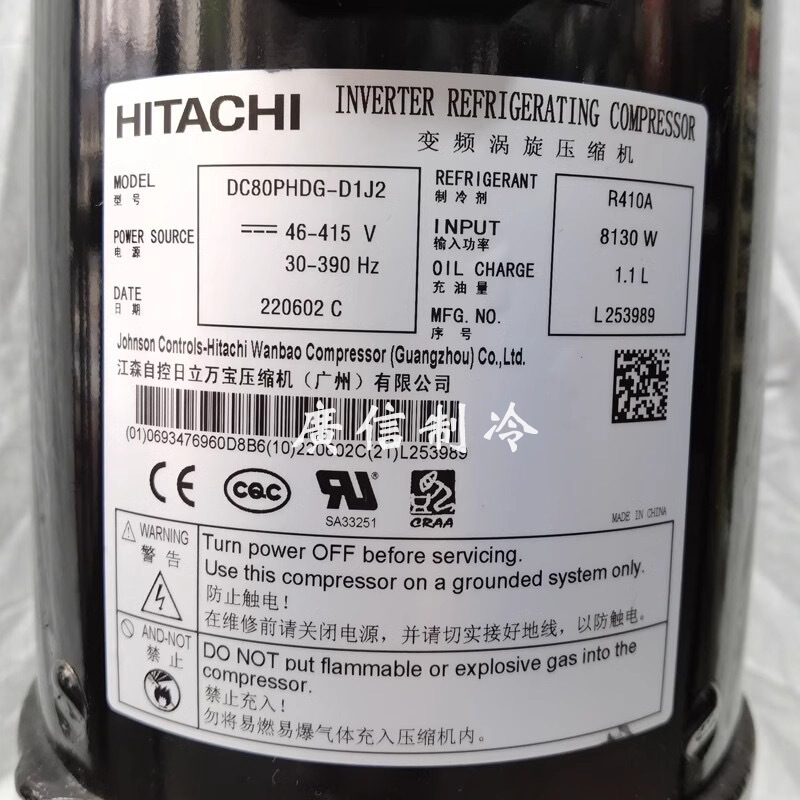 HITACHI INVERTER REFRIGERATING COMPRESSOR
变频涡旋压缩机
MODEL DC80PHDG-D1J2
型号
POWER SOURCE 46-415 V
电源 30-390 Hz
DATE 220602 C
日期
REFRIGERANT R410A
制冷剂
INPUT 8130 W
输入功率
OIL CHARGE 1.1 L
充油量
MFG. NO. L253989
序号
Johnson Controls-Hitachi Wanbao Compressor (Guangzhou) Co.,Ltd.
江森自控日立万宝压缩机（广州）有限公司
廣信制冷
(01)0693476960D8B6(10)220602C(21)L253989
CE CQC RU CRAA
SA33251
MADE IN CHINA
WARNING
警告
Turn power OFF before servicing.
Use this compressor on a grounded system only.
防止触电！
在维修前请关闭电源，并请切实接好地线，以防触电。
AND-NOT
禁止
DO NOT put flammable or explosive gas into the
compressor.
禁止充入！
勿将易燃易爆气体充入压缩机内。